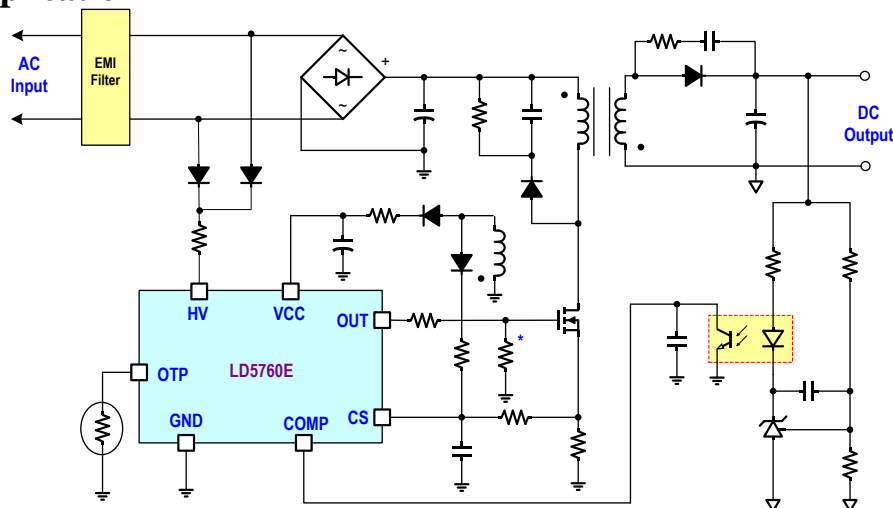 AC
Input
EMI
Filter
~
+
~
DC
Output
HV
VCC
OUT
*
OTP
LD5760E
GND
COMP
CS